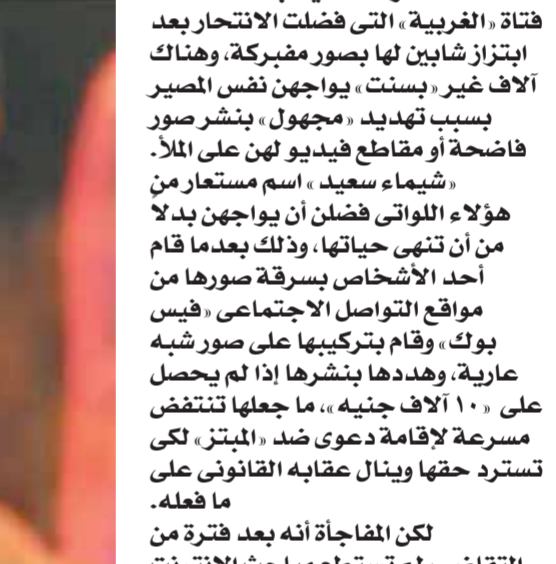 فتاة «الغربية» التى فضلت الانتحار بعد
ابتزاز شابين لها بصور مفبركة، وهناك
آلاف غير «بسنت» يواجهن نفس المصير
بسبب تهديد «مجهول» بنشر صور
فاضحة أو مقاطع فيديو لهن على الملأ.
«شيماء سعيد» اسم مستعار من
هؤلاء اللواتى فضلن أن يواجهن بدلا
من أن تنهى حياتها، وذلك بعدما قام
أحد الأشخاص بسرقة صورها من
مواقع التواصل الاجتماعى «فيس
بوك» وقام بتركيبها على صور شبه
عارية، وهددها بنشرها إذا لم يحصل
على «١٠ آلاف جنيه»، ما جعلها تنتفض
مسرعة لإقامة دعوى ضد «المبتز» لكى
تسترد حقها وينال عقابه القانونى على
ما فعله.
لكن المفاجأة أنه بعد فترة من